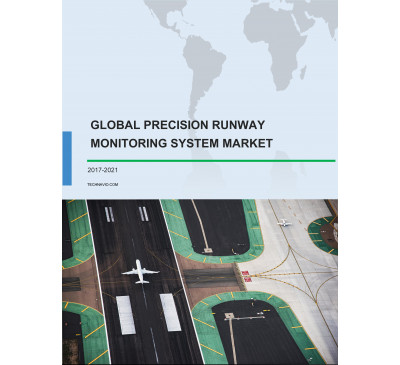 GLOBAL PRECISION RUNWAY
MONITORING SYSTEM MARKET
2017-2021
TECHNAVIO.COM